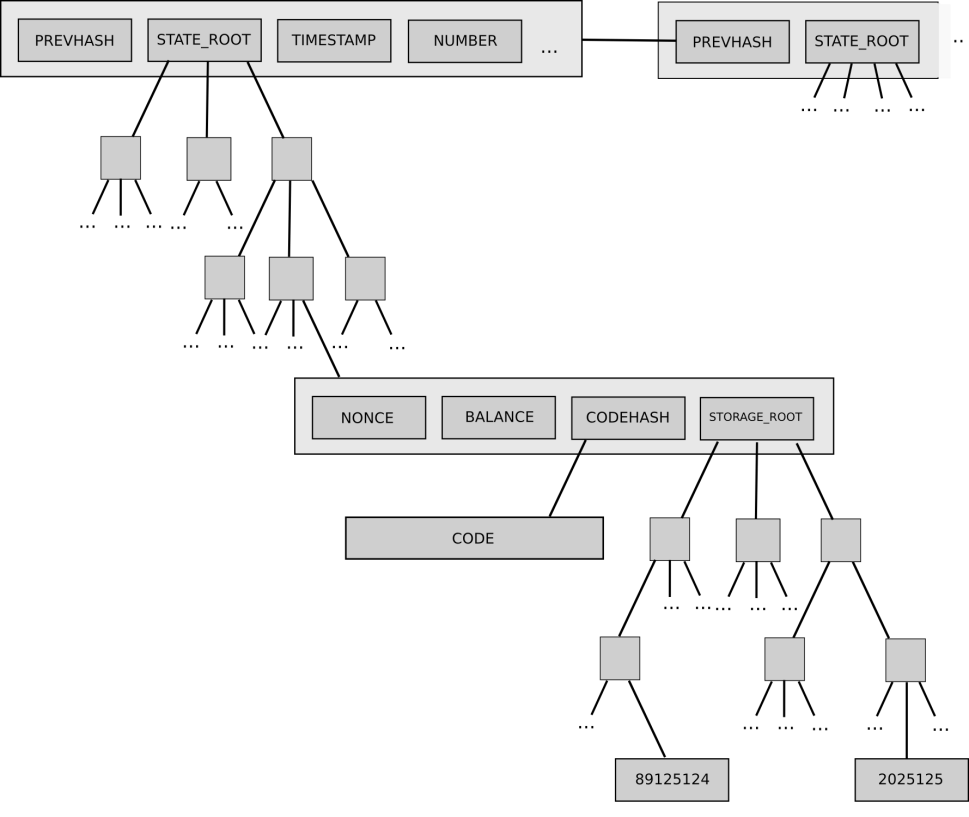 PREVHASH STATE_ROOT TIMESTAMP NUMBER ... PREVHASH STATE_ROOT ..
... ... ... ...
... ... ... ... ...
... ... ... ... ... ...
NONCE BALANCE CODEHASH STORAGE_ROOT
CODE
... ... ... ... ...
... ... ... ... ... ...
89125124 2025125